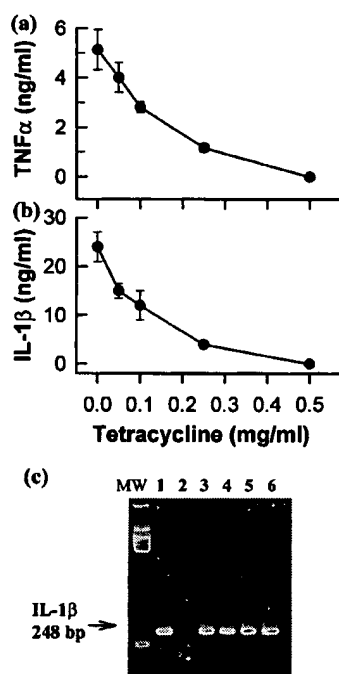 (a)
TNFα (ng/ml)
6
4
2
0
(b)
IL-1β (ng/ml)
30
20
10
0
0.0 0.1 0.2 0.3 0.4 0.5
Tetracycline (mg/ml)
(c)
MW 1 2 3 4 5 6
IL-1β
248 bp